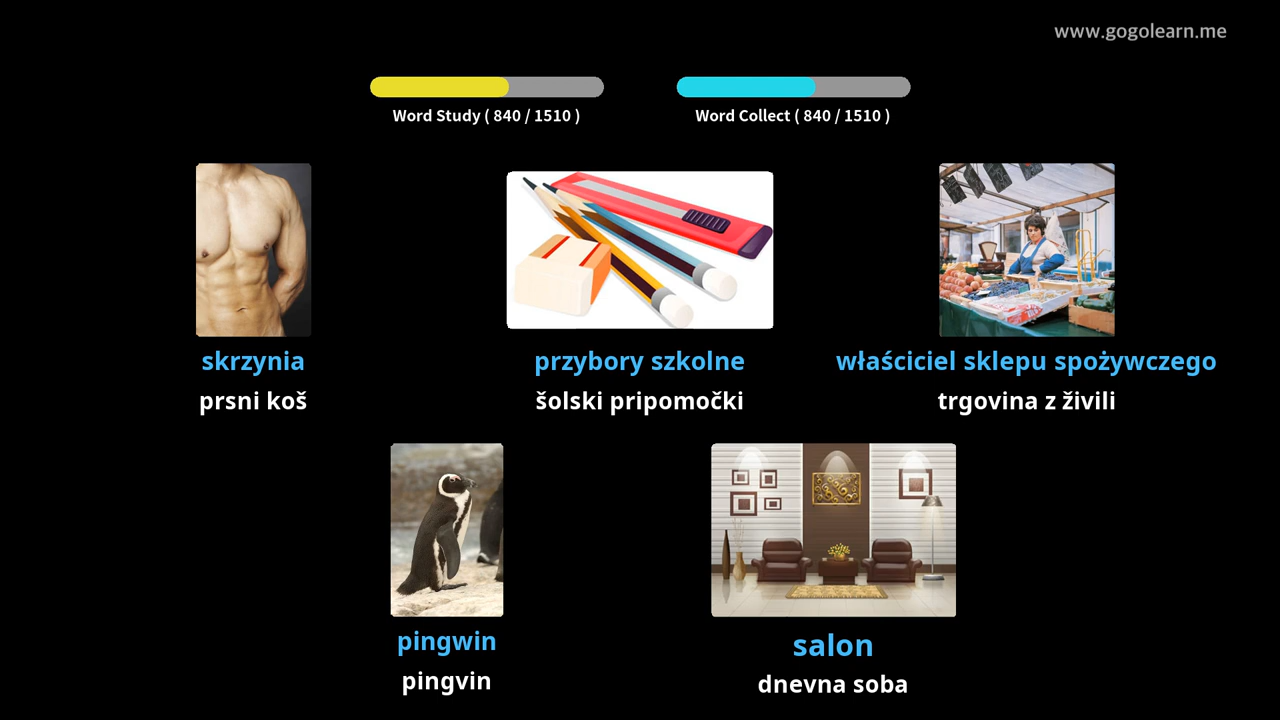 www.gogolearn.me
Word Study ( 840 / 1510 )
Word Collect ( 840 / 1510 )
skrzynia
prsni koš
przybory szkolne
šolski pripomočki
właściciel sklepu spożywczego
trgovina z živili
pingwin
pingvin
salon
dnevna soba